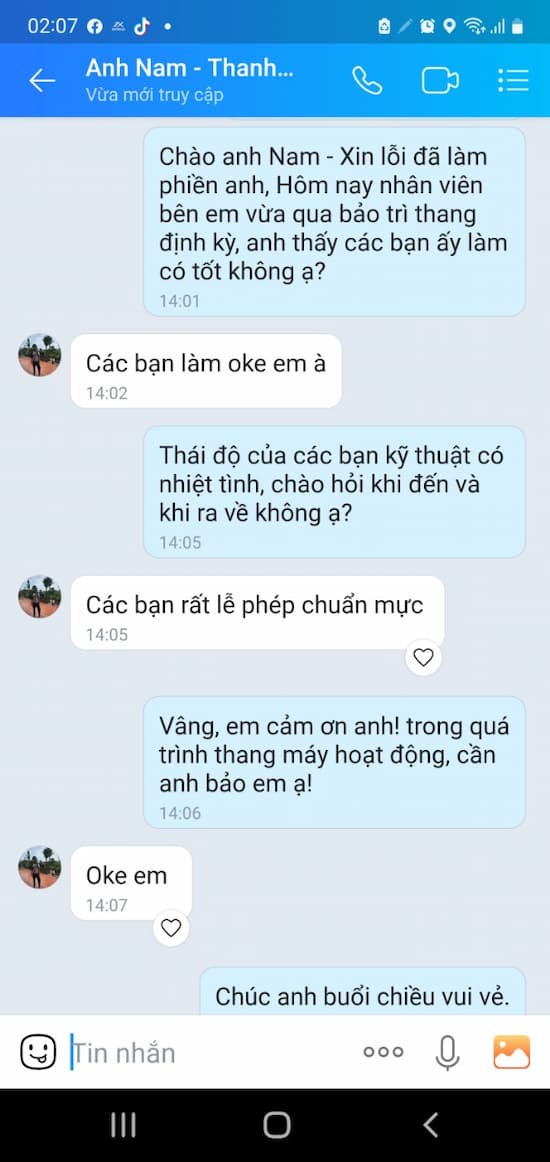 02:07
Anh Nam - Thanh...
Vừa mới truy cập
Chào anh Nam - Xin lỗi đã làm
phiền anh, Hôm nay nhân viên
bên em vừa qua bảo trì thang
định kỳ, anh thấy các bạn ấy làm
có tốt không ạ?
14:01
Các bạn làm oke em à
14:02
Thái độ của các bạn kỹ thuật có
nhiệt tình, chào hỏi khi đến và
khi ra về không ạ?
14:05
Các bạn rất lễ phép chuẩn mực
14:05
Vâng, em cảm ơn anh! trong quá
trình thang máy hoạt động, cần
anh bảo em ạ!
14:06
Oke em
14:07
Chúc anh buổi chiều vui vẻ.
Tin nhắn